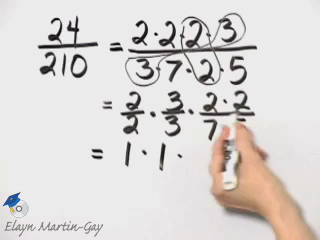 24/210 = 2·2·2·3/3·7·2·5
= 2/2 · 3/3 · 2·2/7
= 1 · 1 ·
Elayn Martin-Gay